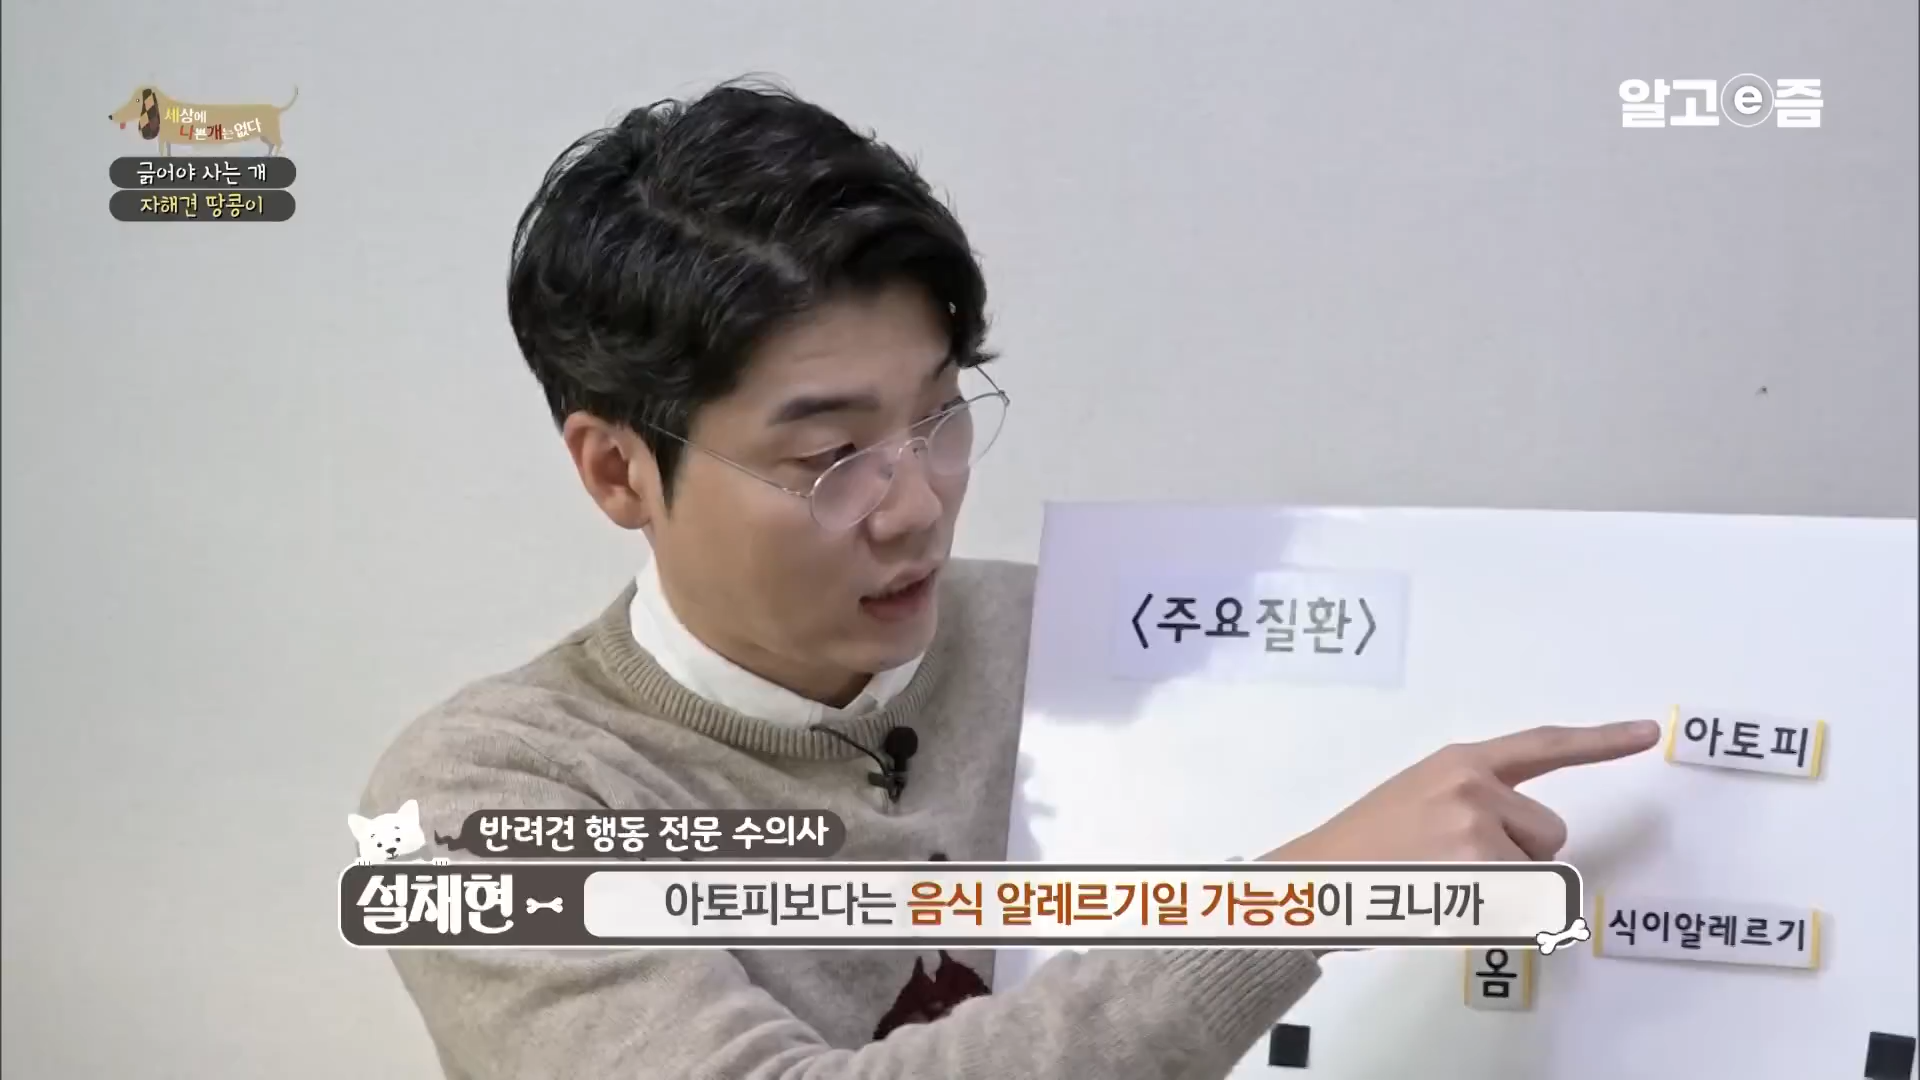 세상에
나쁜개는없다
긁어야 사는 개
자해견 땅콩이
알고e즘
<주요질환>
아토피
반려견 행동 전문 수의사
설채현
아토피보다는 음식 알레르기일 가능성이 크니까
식이알레르기
옴